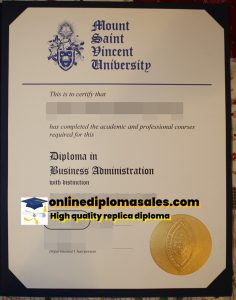 Mount
Saint
Vincent
University
This is to certify that
has completed the academic and professional courses
required for this
Diploma in
Business Administration
with distinction
onlinediplomasales.com
High quality replica diploma